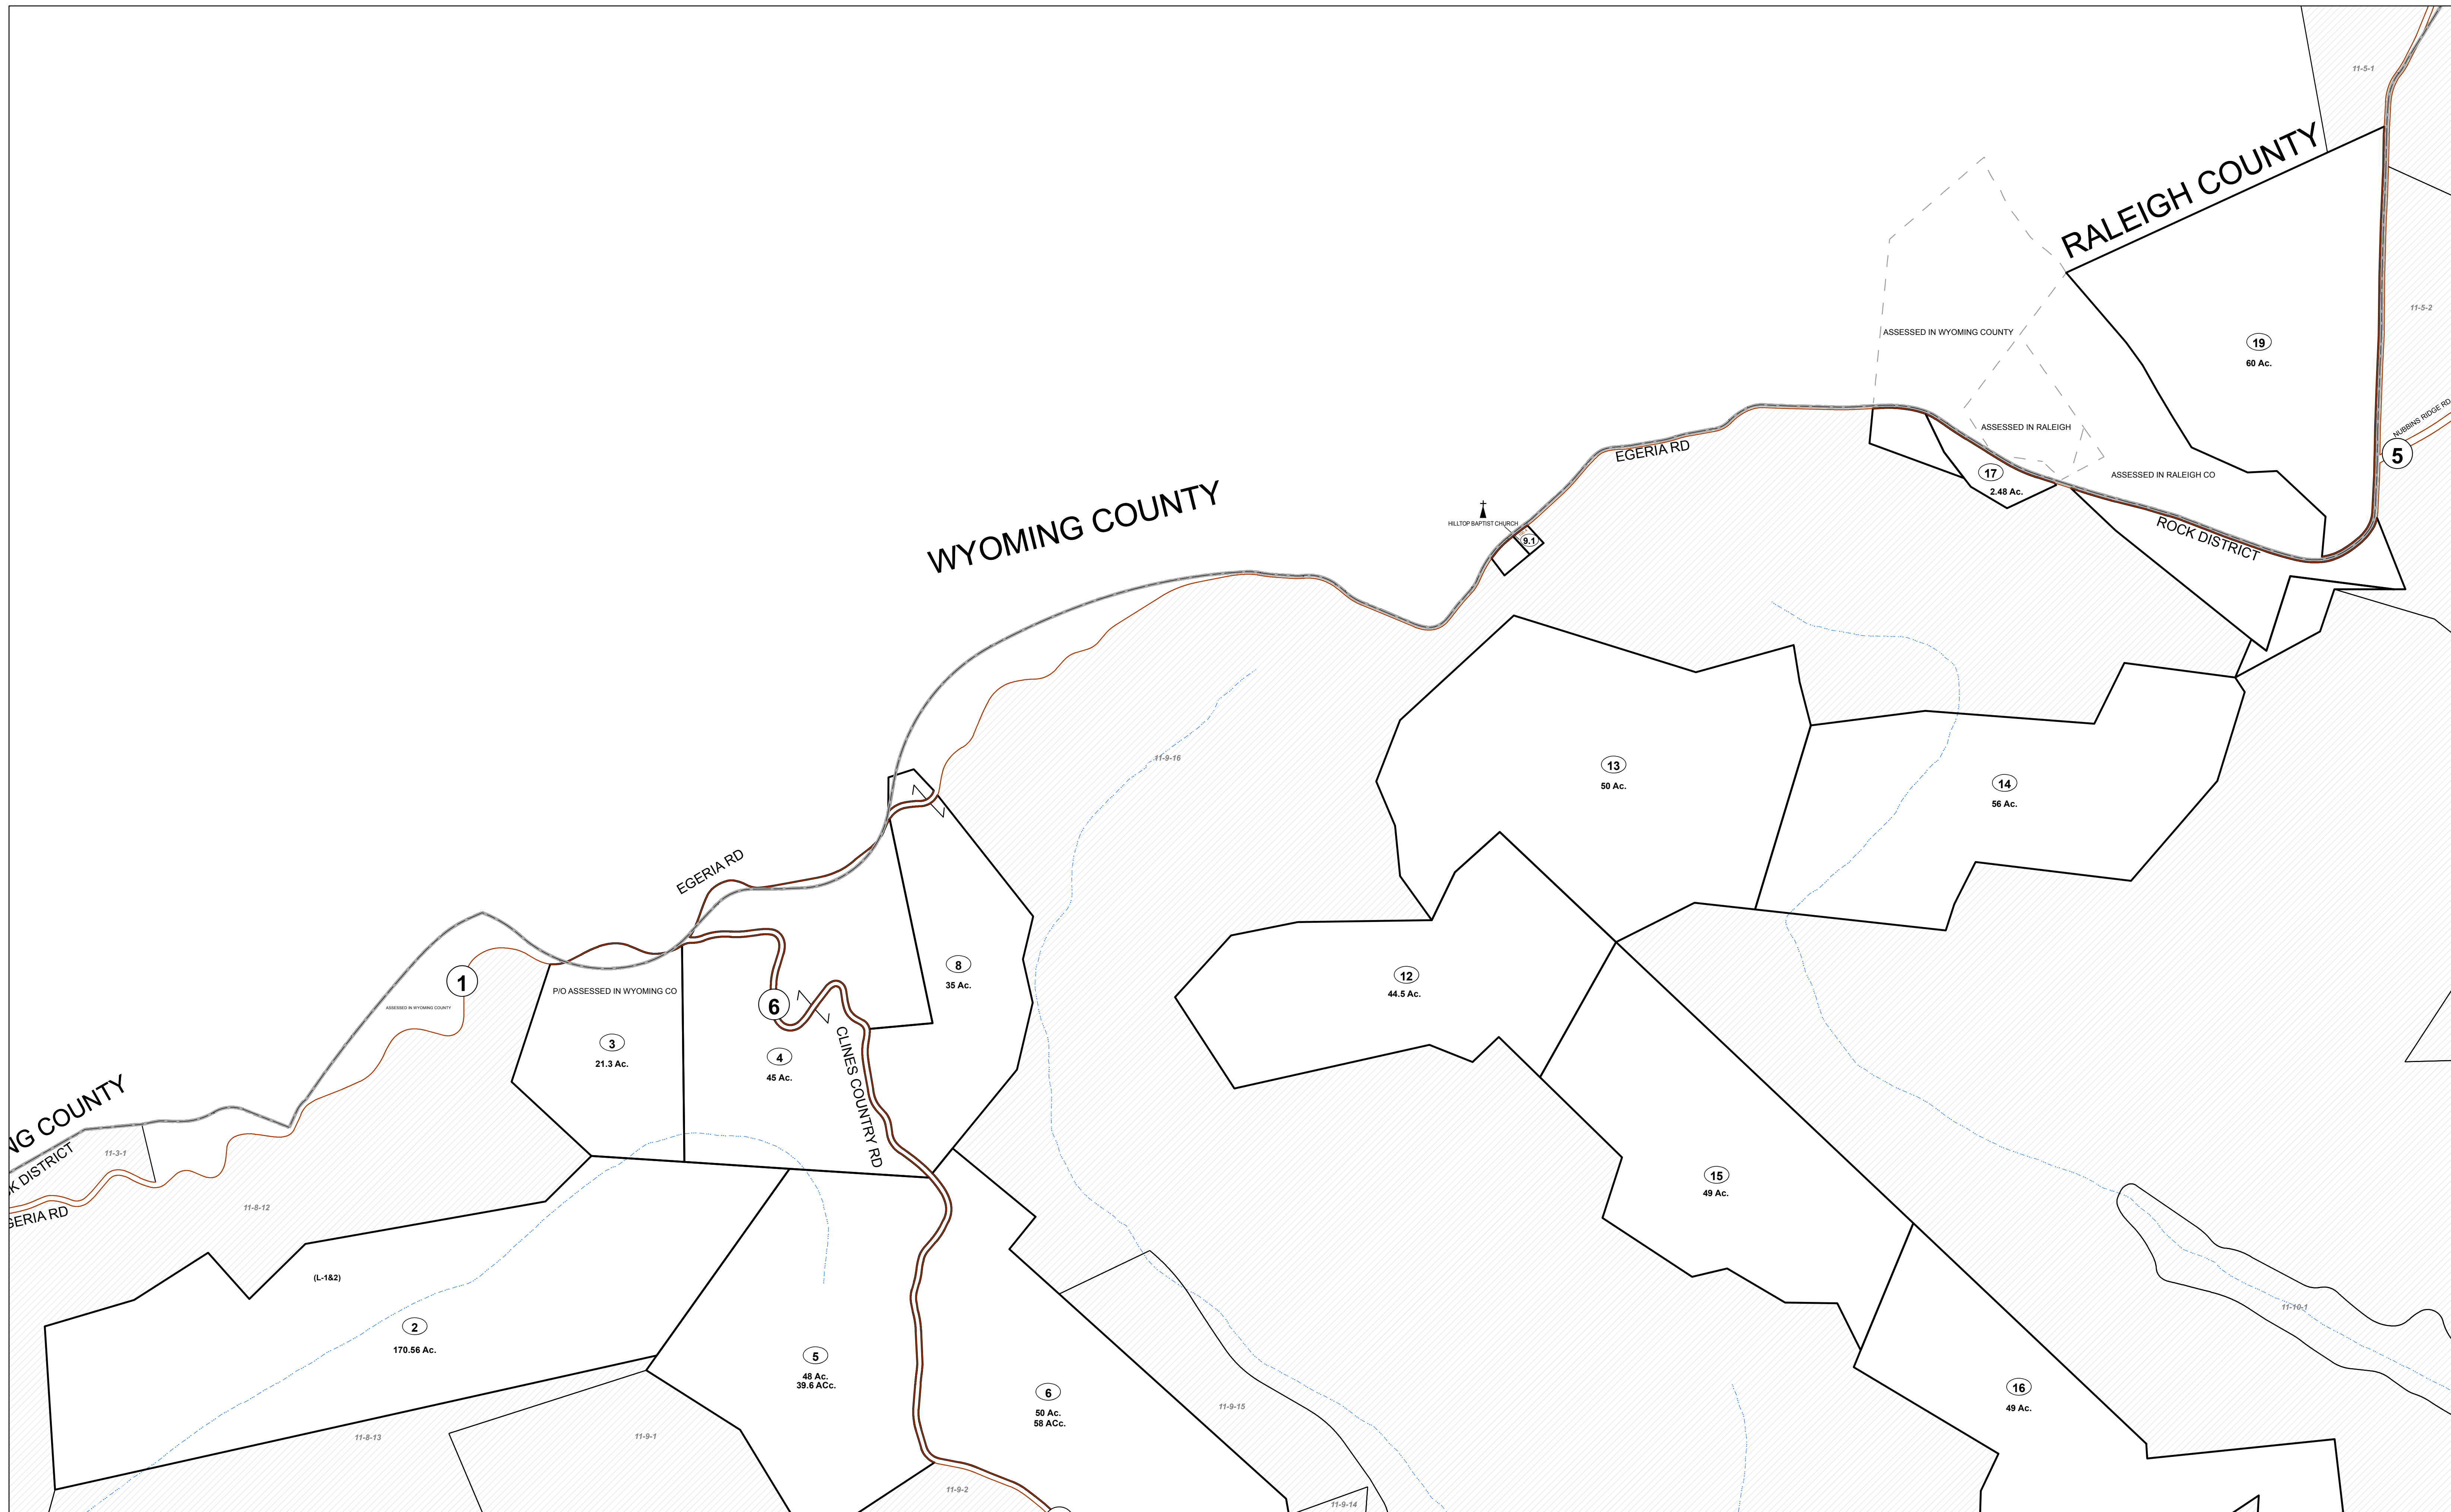 11-5-1
RALEIGH COUNTY
11-5-2
ASSESSED IN WYOMING COUNTY
19
60 Ac.
NUBBINS RIDGE RD
ASSESSED IN RALEIGH
EGERIA RD
5
17
2.48 Ac.
ASSESSED IN RALEIGH CO
WYOMING COUNTY
HILLTOP BAPTIST CHURCH
9.1
ROCK DISTRICT
11-9-16
13
50 Ac.
14
56 Ac.
EGERIA RD
8
35 Ac.
12
44.5 Ac.
1
P/O ASSESSED IN WYOMING CO
ASSESSED IN WYOMING COUNTY
6
3
21.3 Ac.
4
45 Ac.
CLINES COUNTRY RD
NG COUNTY
11-3-1
K DISTRICT
GERIA RD
11-8-12
15
49 Ac.
(L-1&2)
2
170.56 Ac.
11-10-1
5
48 Ac.
39.6 ACc.
6
50 Ac.
58 ACc.
16
49 Ac.
11-9-15
11-8-13
11-9-1
11-9-2
11-9-14